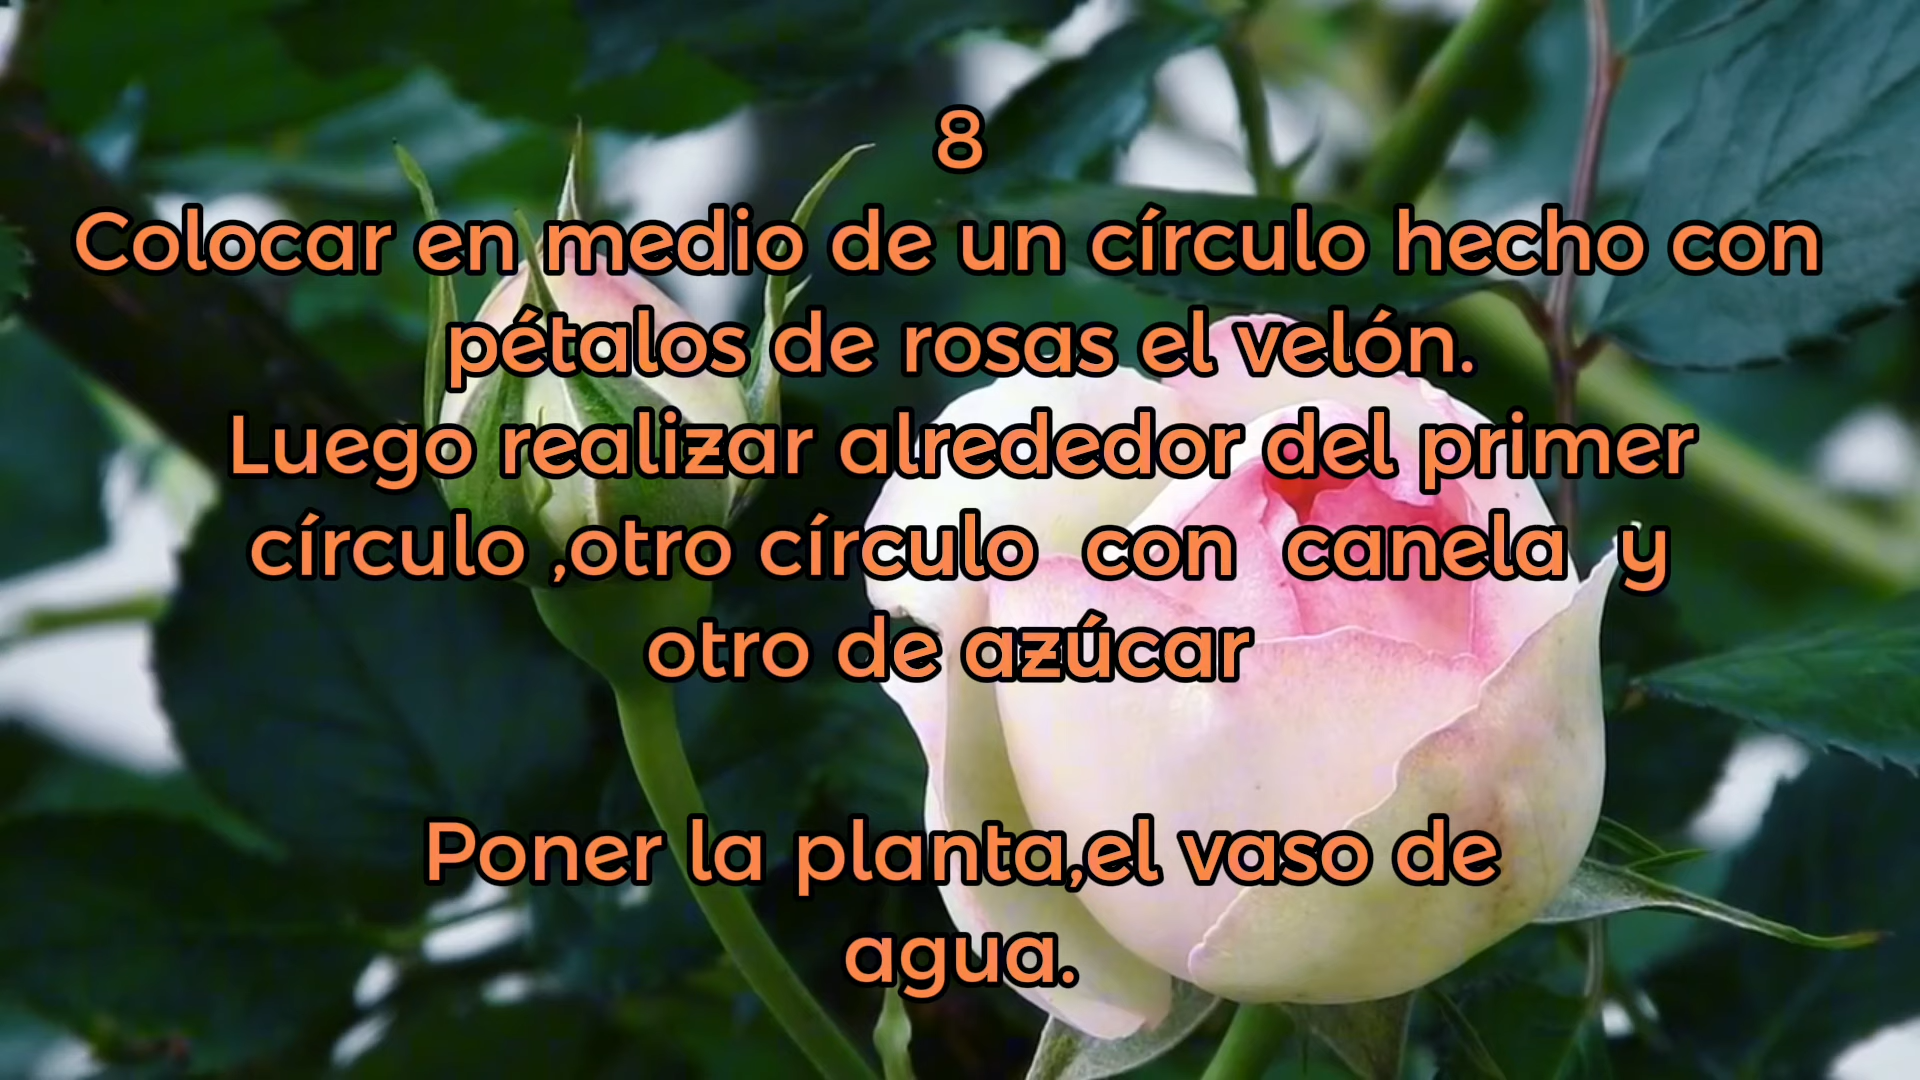 8
Colocar en medio de un círculo hecho con
pétalos de rosas el velón.
Luego realizar alrededor del primer
círculo ,otro círculo  con  canela  y
otro de azúcar
Poner la planta,el vaso de
agua.